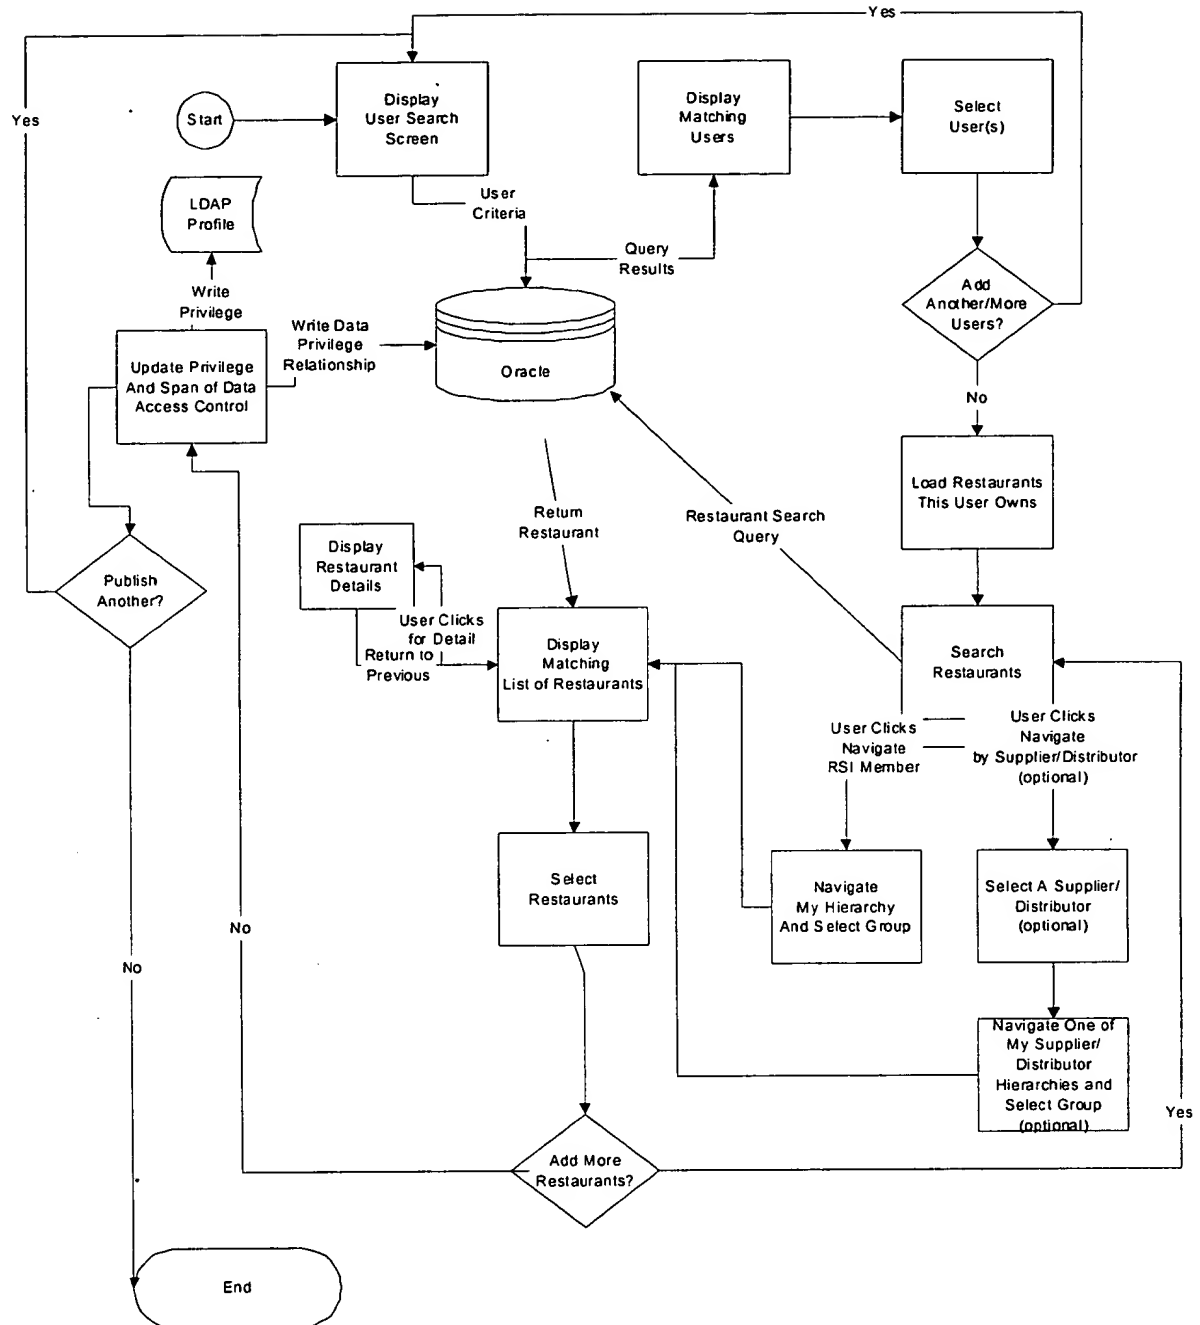 Yes
Yes
Start
Display
User Search
Screen
Display
Matching
Users
Select
User(s)
LDAP
Profile
User
Criteria
Query
Results
Add
Another/More
Users?
Write
Privilege
Write Data
Privilege
Relationship
Update Privilege
And Span of Data
Access Control
Oracle
No
Load Restaurants
This User Owns
Return
Restaurant
Restaurant Search
Query
Display
Restaurant
Details
Publish
Another?
User Clicks
for Detail
Return to
Previous
Display
Matching
List of Restaurants
Search
Restaurants
User Clicks
Navigate
RSI Member
User Clicks
Navigate
by Supplier/Distributor
(optional)
Select
Restaurants
Navigate
My Hierarchy
And Select Group
Select A Supplier/
Distributor
(optional)
No
No
Navigate One of
My Supplier/
Distributor
Hierarchies and
Select Group
(optional)
Yes
Add More
Restaurants?
End